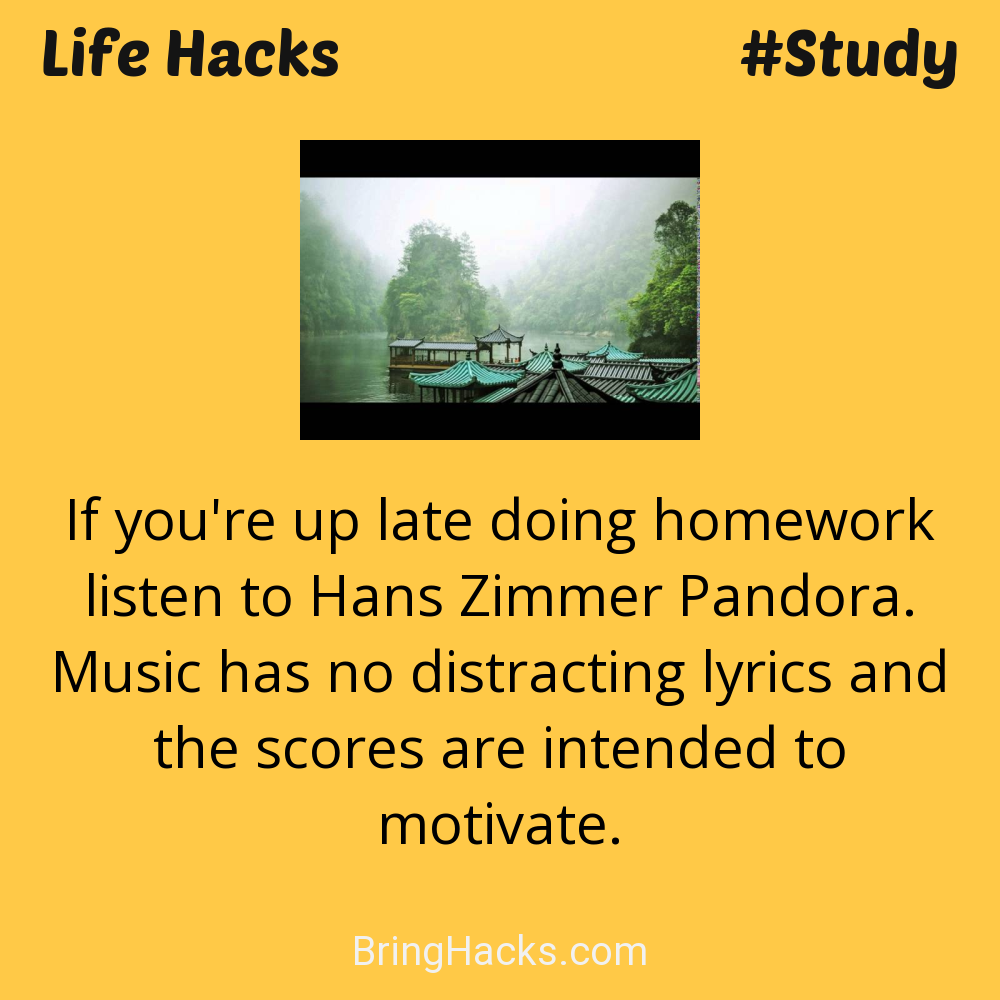 Life Hacks
#Study
If you're up late doing homework
listen to Hans Zimmer Pandora.
Music has no distracting lyrics and
the scores are intended to
motivate.
BringHacks.com